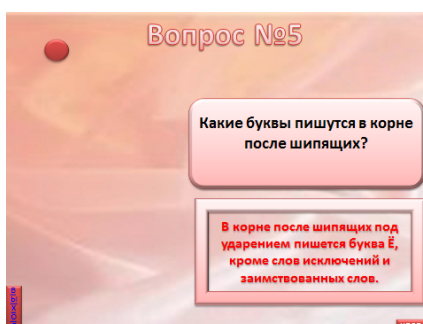 Вопрос №5
Какие буквы пишутся в корне
после шипящих?
В корне после шипящих под
ударением пишется буква Ё,
кроме слов исключений и
заимствованных слов.